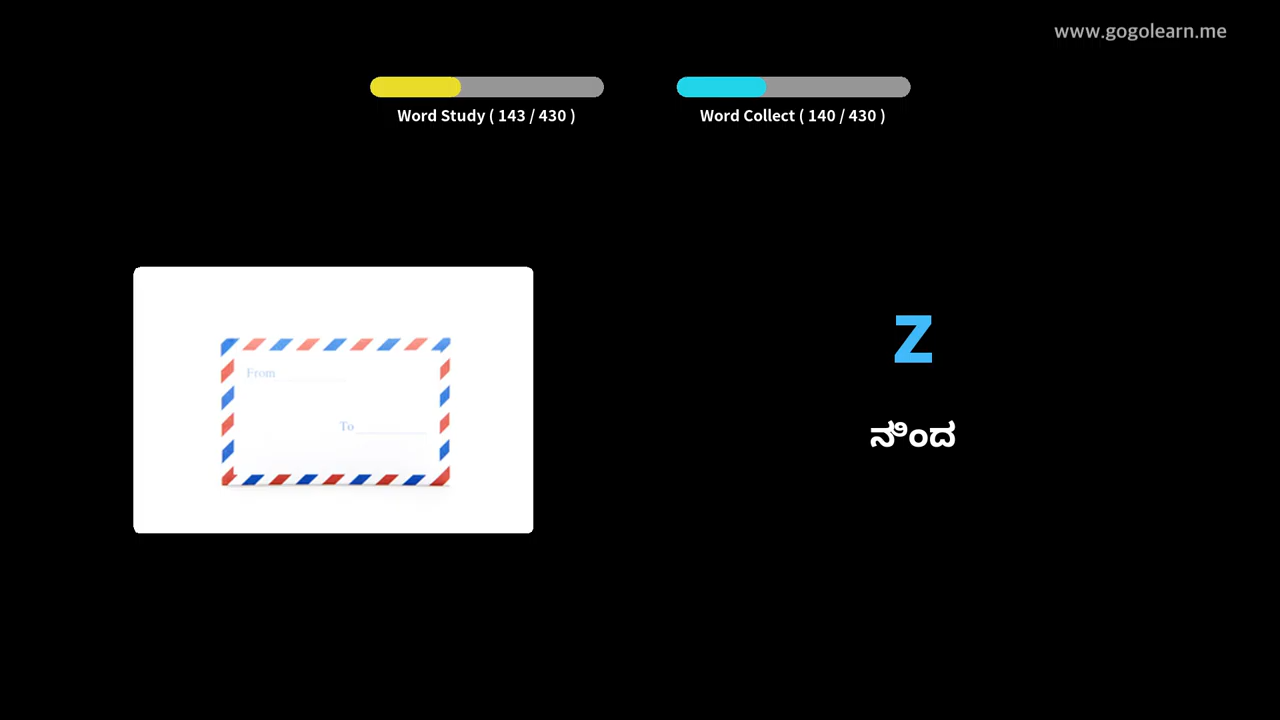 www.gogolearn.me
Word Study ( 143 / 430 )
Word Collect ( 140 / 430 )
From
To
z
ನಿಂದ